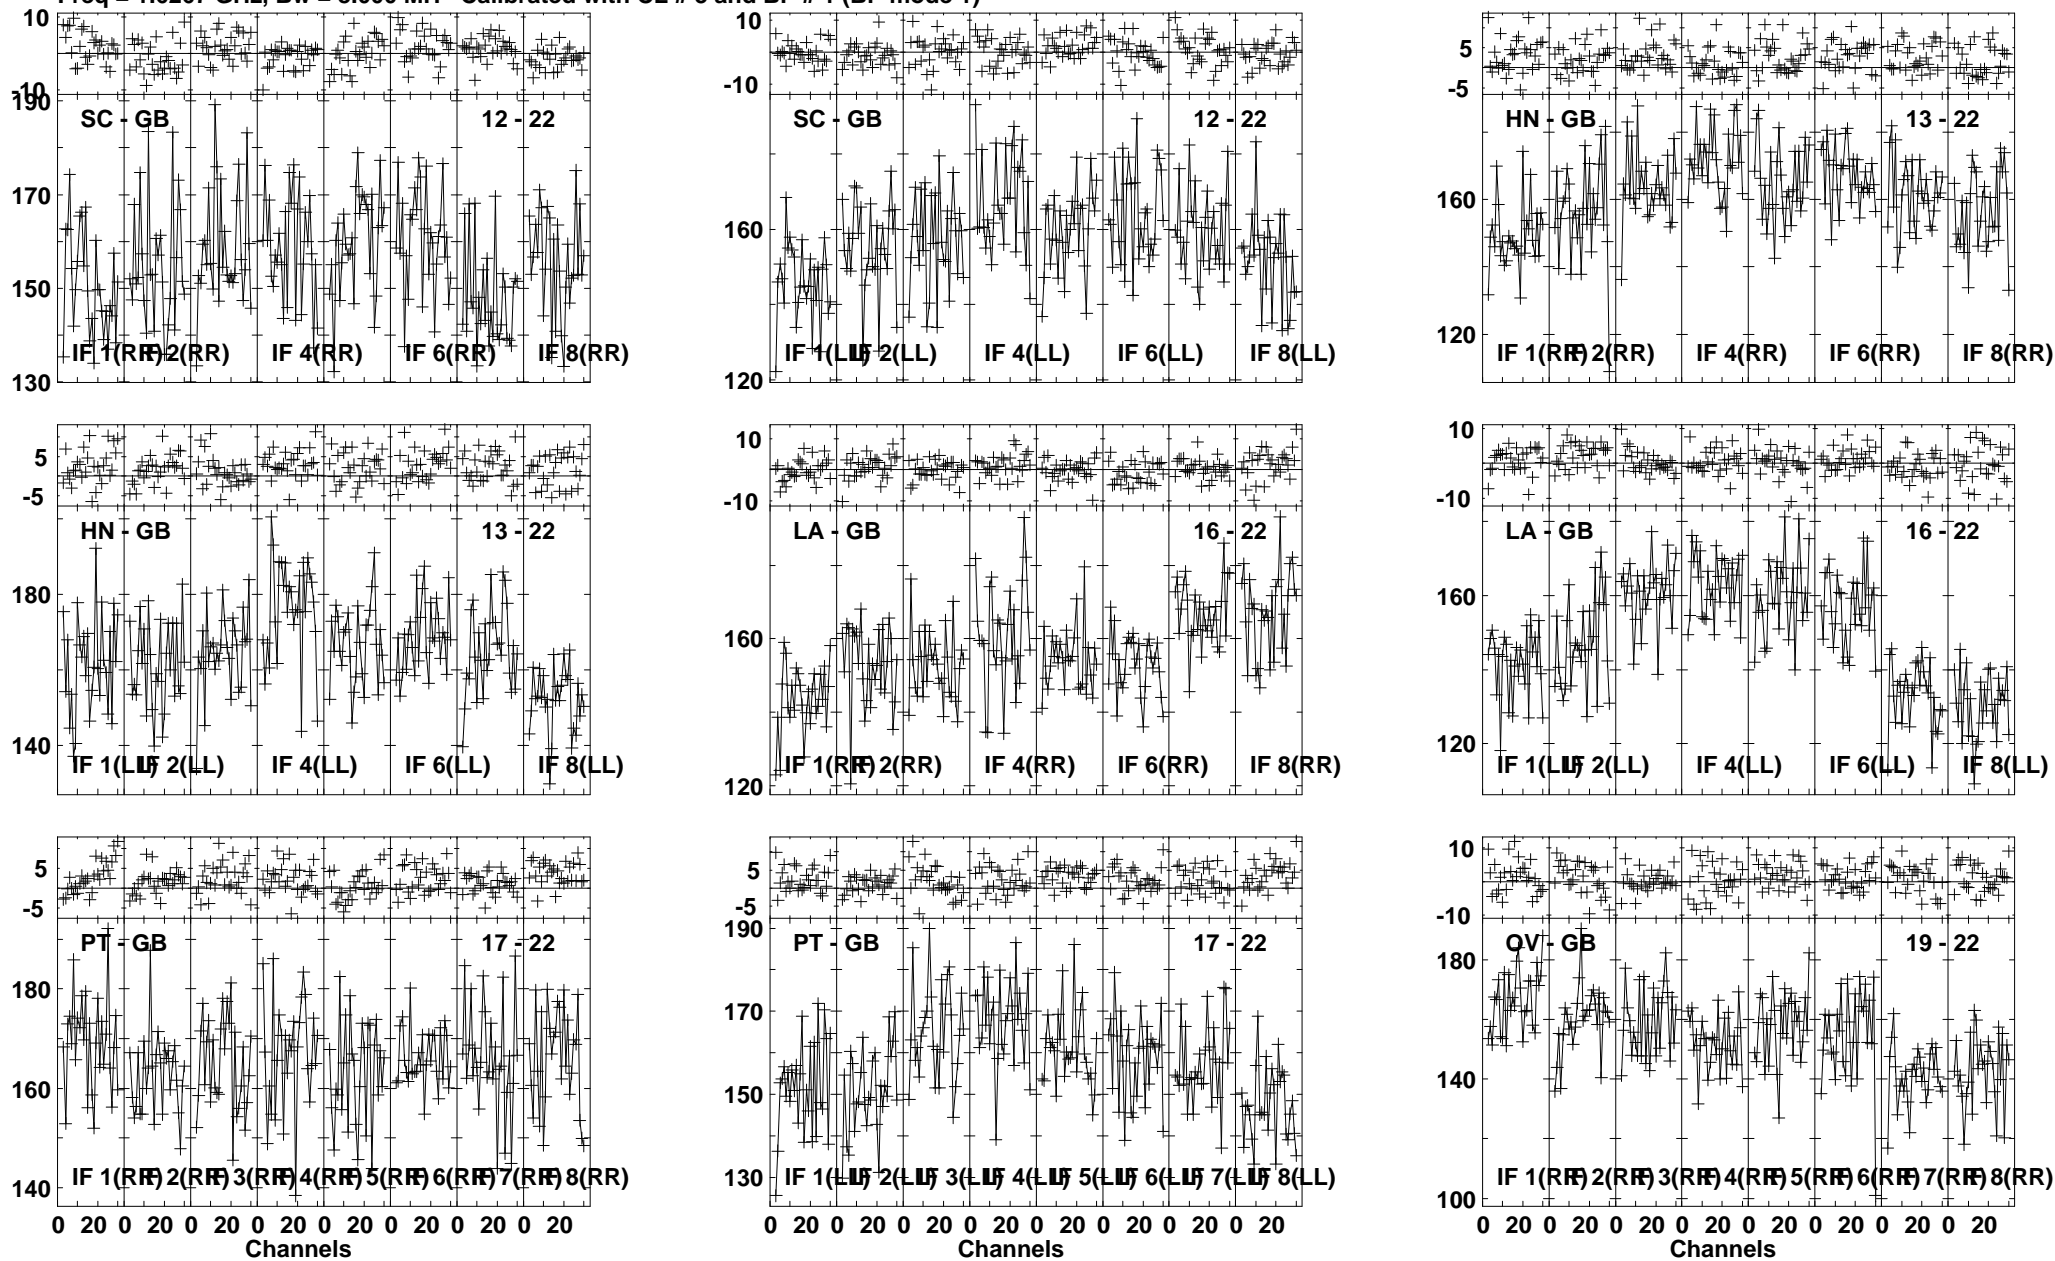 SC - GB 12 - 22
SC - GB 12 - 22
HN - GB 13 - 22
10
0
-10
10
-10
5
-5
190
170
150
130
160
120
160
120
IF 1(RR) IF 2(RR) IF 4(RR) IF 6(RR) IF 8(RR)
IF 1(LL) IF 2(LL) IF 4(LL) IF 6(LL) IF 8(LL)
IF 1(RR) IF 2(RR) IF 4(RR) IF 6(RR) IF 8(RR)
HN - GB 13 - 22
LA - GB 16 - 22
LA - GB 16 - 22
5
-5
10
-10
10
-10
180
140
160
120
160
120
IF 1(LL) IF 2(LL) IF 4(LL) IF 6(LL) IF 8(LL)
IF 1(RR) IF 2(RR) IF 4(RR) IF 6(RR) IF 8(RR)
IF 1(LL) IF 2(LL) IF 4(LL) IF 6(LL) IF 8(LL)
PT - GB 17 - 22
PT - GB 17 - 22
OV - GB 19 - 22
5
-5
5
-5
10
-10
180
160
140
190
170
150
130
180
140
100
IF 1(RR) IF 2(RR) IF 3(RR) IF 4(RR) IF 5(RR) IF 6(RR) IF 7(RR) IF 8(RR)
IF 1(LL) IF 2(LL) IF 3(LL) IF 4(LL) IF 5(LL) IF 6(LL) IF 7(LL) IF 8(LL)
IF 1(RR) IF 2(RR) IF 3(RR) IF 4(RR) IF 5(RR) IF 6(RR) IF 7(RR) IF 8(RR)
0 20 0 20 0 20 0 20 0 20 0 20 0 20 0 20
0 20 0 20 0 20 0 20 0 20 0 20 0 20 0 20
0 20 0 20 0 20 0 20 0 20 0 20 0 20 0 20
Channels
Channels
Channels